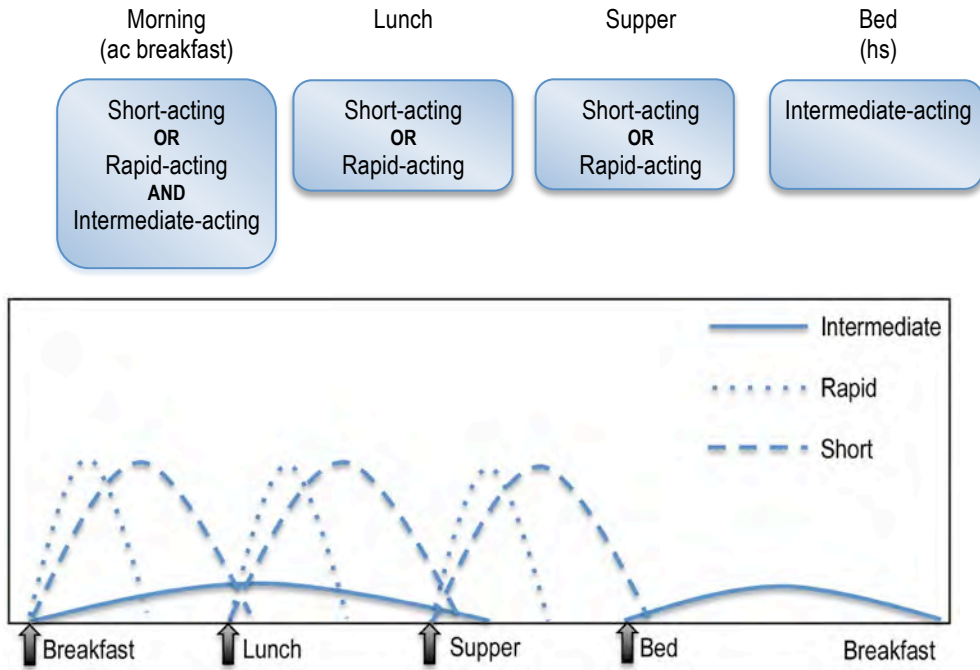 Morning
(ac breakfast)
Lunch
Supper
Bed
(hs)
Short-acting
OR
Rapid-acting
AND
Intermediate-acting
Short-acting
OR
Rapid-acting
Short-acting
OR
Rapid-acting
Intermediate-acting
Intermediate
Rapid
Short
Breakfast
Lunch
Supper
Bed
Breakfast